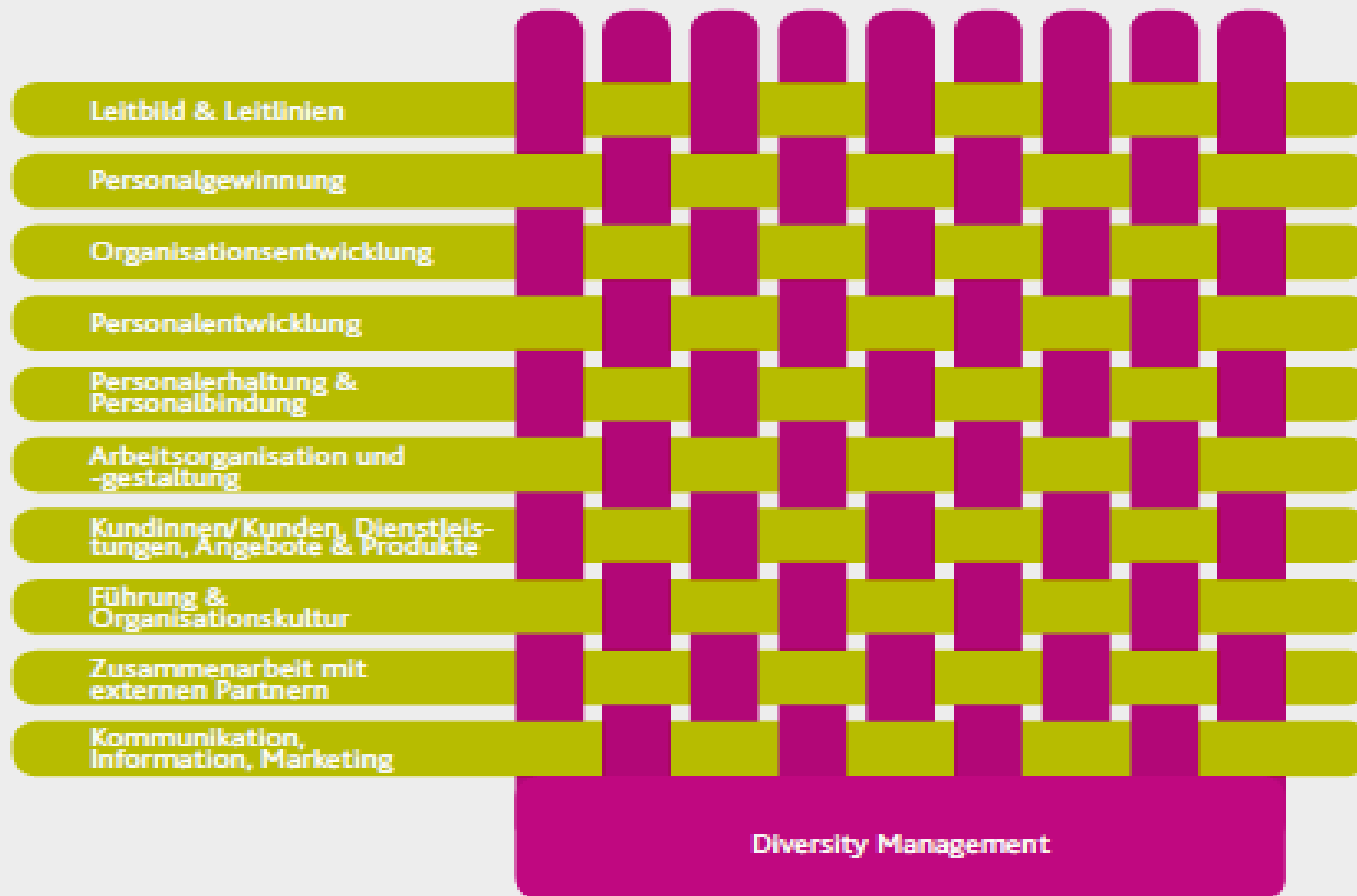 Leitbild & Leitlinien
Personalgewinnung
Organisationsentwicklung
Personalentwicklung
Personalerhaltung &
Personalbindung
Arbeitsorganisation und
-gestaltung
Kundinnen/Kunden, Dienstleis-
tungen, Angebote & Produkte
Führung &
Organisationskultur
Zusammenarbeit mit
externen Partnern
Kommunikation,
Information, Marketing
Diversity Management